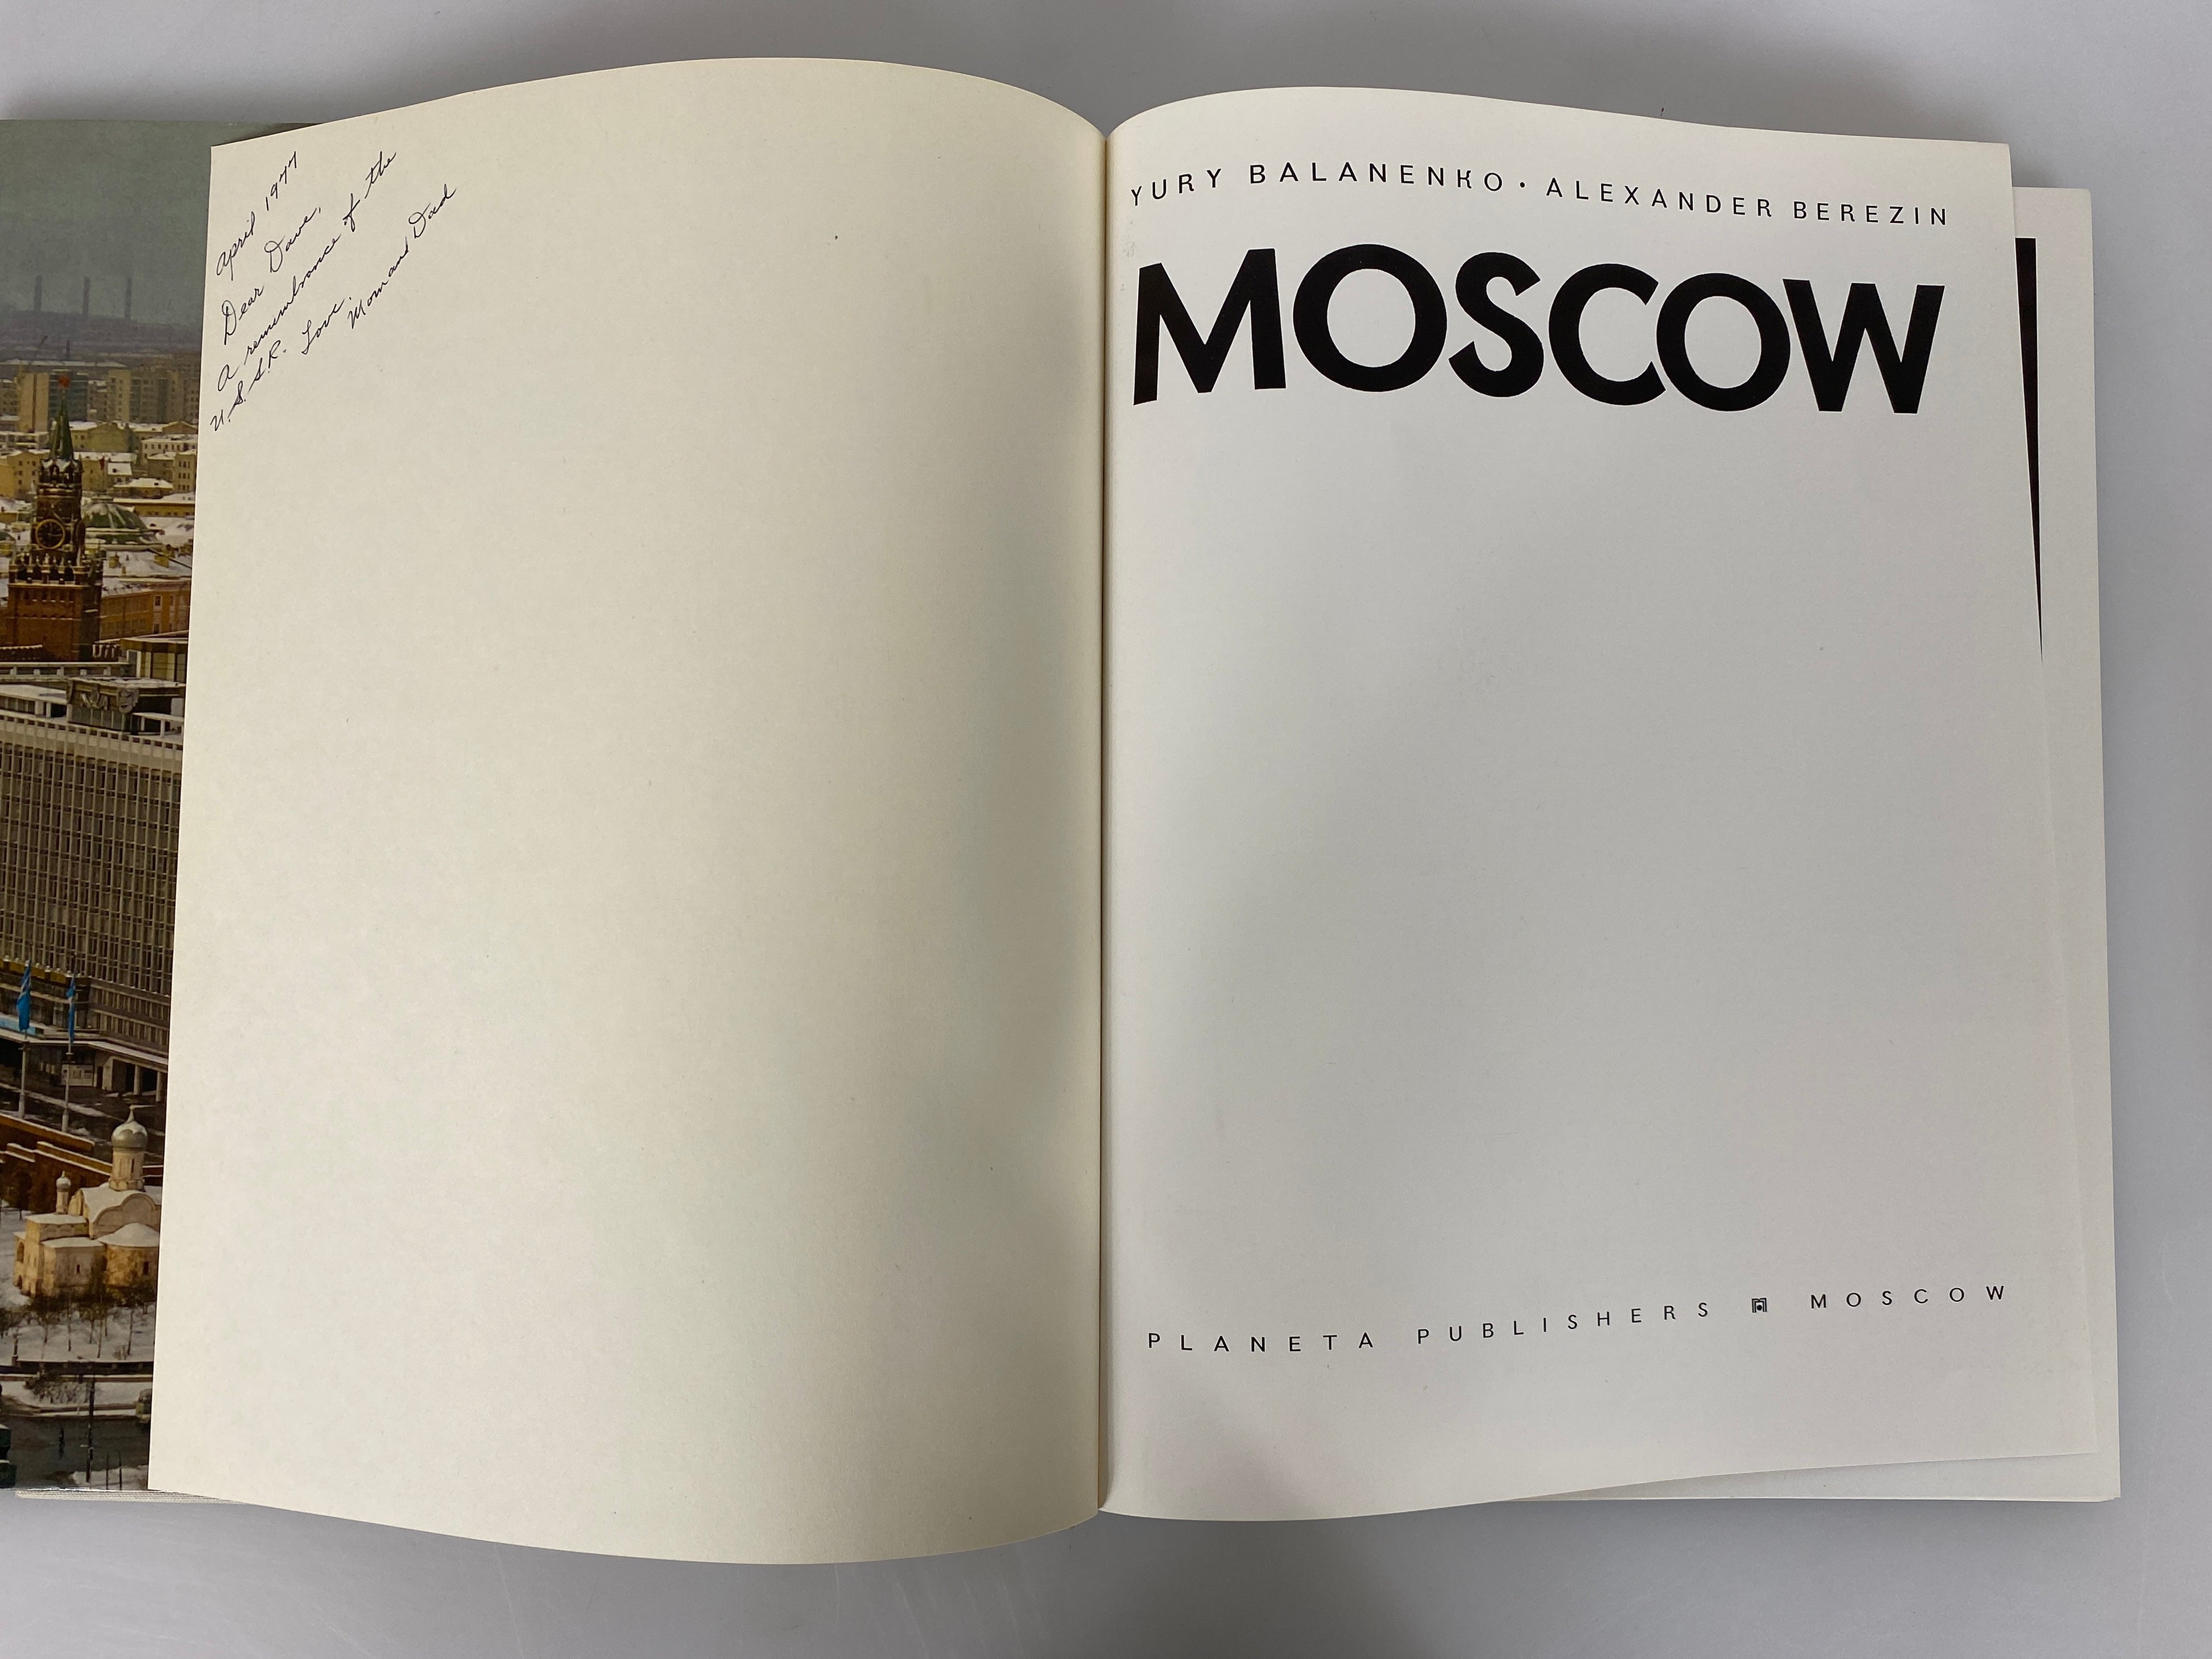 April 1977
Dear Dave,
A remembrance of the
U.S.S.R. Love,
Mom and Dad
YURY BALANENKO • ALEXANDER BEREZIN
MOSCOW
PLANETA PUBLISHERS MOSCOW